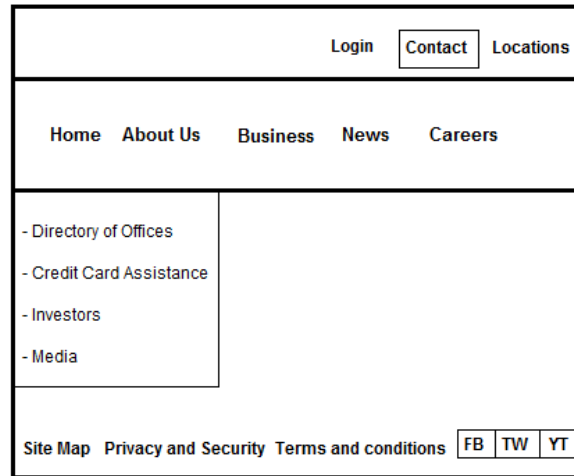 Login Contact Locations
Home About Us Business News Careers
- Directory of Offices
- Credit Card Assistance
- Investors
- Media
Site Map Privacy and Security Terms and conditions FB TW YT